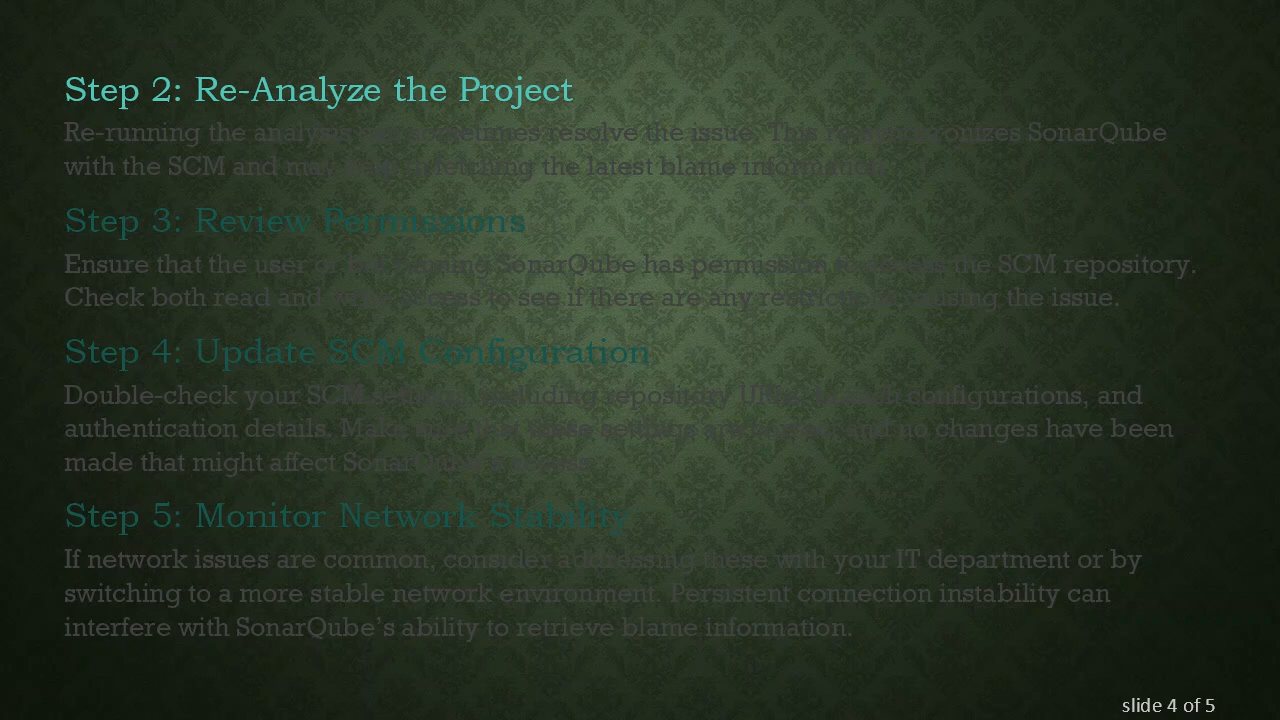 Step 2: Re-Analyze the Project
Re-running the analysis can sometimes resolve the issue. This re-synchronizes SonarQube
with the SCM and may fetching the latest blame information
Step 3: Review Permissions
Ensure that the user or running SonarQube has permission to access the SCM repository.
Check both read and write access to see if there are any restrictions causing the issue.
Step 4: Update SCM Configuration
Double-check your SCM settings, including repository URLs, branch configurations, and
authentication details. Make sure that these settings are and no changes have been
made that might affect SonarQube's access.
Step 5: Monitor Network Stability
If network issues are common, consider addressing these with your IT department or by
switching to a more stable network environment. Persistent connection instability can
interfere with SonarQube’s ability to retrieve blame information.
slide 4 of 5